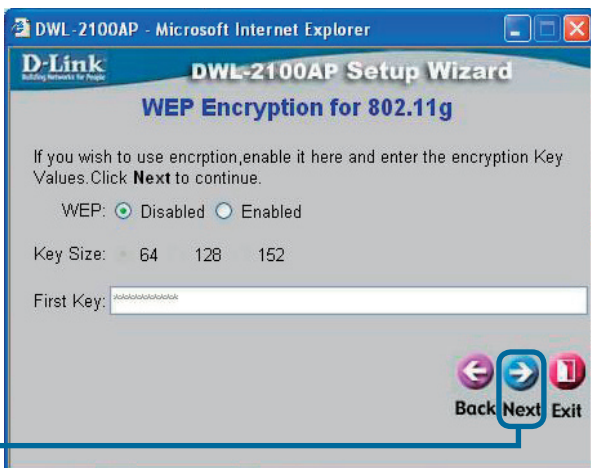 DWL-2100AP - Microsoft Internet Explorer
D-Link
Building Networks for People
DWL-2100AP Setup Wizard
WEP Encryption for 802.11g
If you wish to use encrption,enable it here and enter the encryption Key
Values.Click Next to continue.
WEP: Disabled Enabled
Key Size: 64 128 152
First Key: ************
Back Next Exit